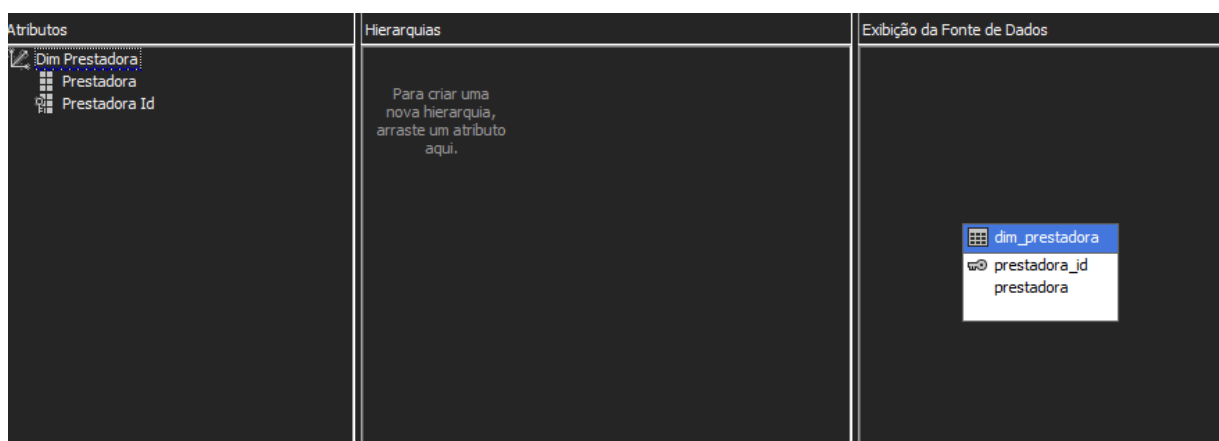 Atributos
Dim Prestadora
Prestadora
Prestadora Id
Hierarquias
Para criar uma
nova hierarquia,
arraste um atributo
aqui.
Exibição da Fonte de Dados
dim_prestadora
prestadora_id
prestadora